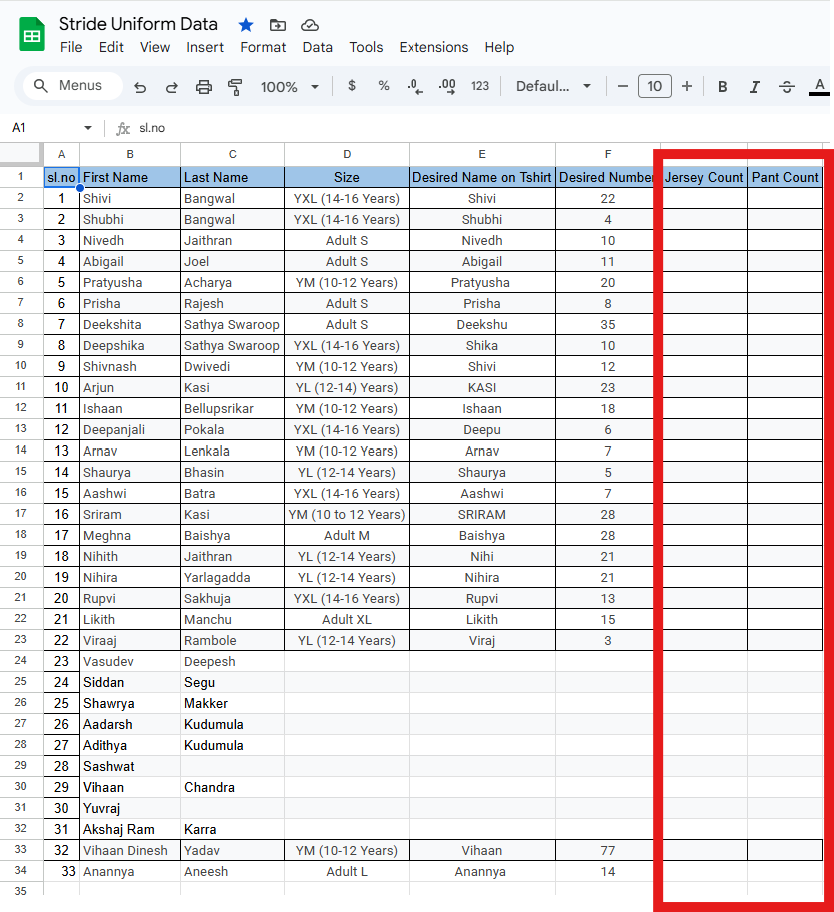 Stride Uniform Data
File Edit View Insert Format Data Tools Extensions Help
Menus 100% $ % .0 .00 123 Defaul... − 10 + B I S A
A1 fx sl.no
A B C D E F
1 sl.no First Name Last Name Size Desired Name on Tshirt Desired Number Jersey Count Pant Count
2 1 Shivi Bangwal YXL (14-16 Years) Shivi 22
3 2 Shubhi Bangwal YXL (14-16 Years) Shubhi 4
4 3 Nivedh Jaithran Adult S Nivedh 10
5 4 Abigail Joel Adult S Abigail 11
6 5 Pratyusha Acharya YM (10-12 Years) Pratyusha 20
7 6 Prisha Rajesh Adult S Prisha 8
8 7 Deekshita Sathya Swaroop Adult S Deekshu 35
9 8 Deepshika Sathya Swaroop YXL (14-16 Years) Shika 10
10 9 Shivnash Dwivedi YM (10-12 Years) Shivi 12
11 10 Arjun Kasi YL (12-14) Years) KASI 23
12 11 Ishaan Bellupsrikar YM (10-12 Years) Ishaan 18
13 12 Deepanjali Pokala YXL (14-16 Years) Deepu 6
14 13 Arnav Lenkala YM (10-12 Years) Arnav 7
15 14 Shaurya Bhasin YL (12-14 Years) Shaurya 5
16 15 Aashwi Batra YXL (14-16 Years) Aashwi 7
17 16 Sriram Kasi YM (10 to 12 Years) SRIRAM 28
18 17 Meghna Baishya Adult M Baishya 28
19 18 Nihith Jaithran YL (12-14 Years) Nihi 21
20 19 Nihira Yarlagadda YL (12-14 Years) Nihira 21
21 20 Rupvi Sakhuja YXL (14-16 Years) Rupvi 13
22 21 Likith Manchu Adult XL Likith 15
23 22 Viraaj Rambole YL (12-14 Years) Viraj 3
24 23 Vasudev Deepesh
25 24 Siddan Segu
26 25 Shawrya Makker
27 26 Aadarsh Kudumula
28 27 Adithya Kudumula
29 28 Sashwat
30 29 Vihaan Chandra
31 30 Yuvraj
32 31 Akshaj Ram Karra
33 32 Vihaan Dinesh Yadav YM (10-12 Years) Vihaan 77
34 33 Anannya Aneesh Adult L Anannya 14
35